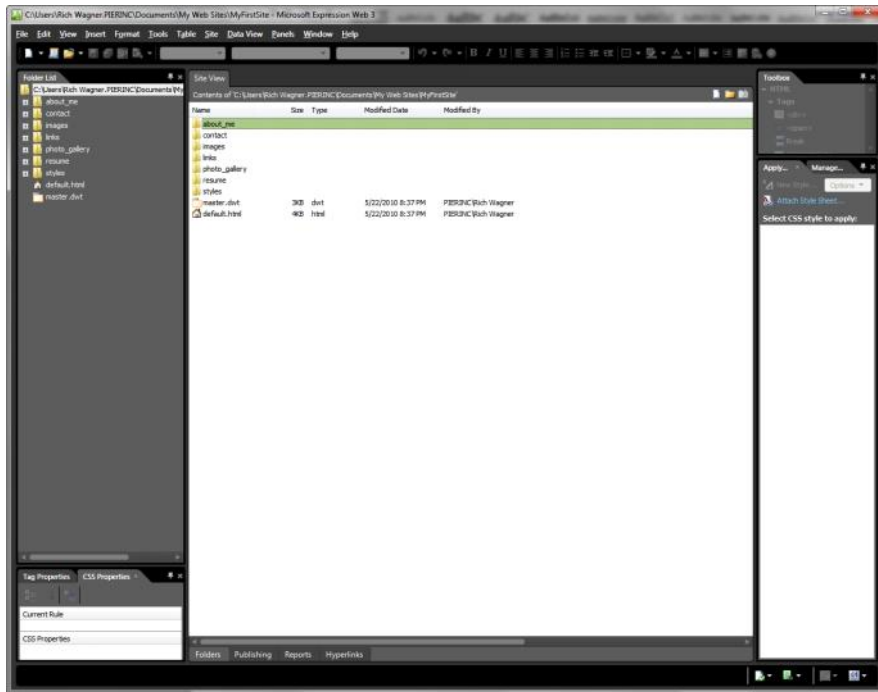 C:\Users\Rich Wagner.PIERINC\Documents\My Web Sites\MyFirstSite - Microsoft Expression Web 3
File Edit View Insert Format Tools Table Site Data View Panels Window Help
Folder List
C:\Users\Rich Wagner.PIERINC\Documents\My
about_me
contact
images
links
photo_gallery
resume
styles
default.html
master.dwt
Tag Properties CSS Properties
Current Rule
CSS Properties
Site View
Contents of 'C:\Users\Rich Wagner.PIERINC\Documents\My Web Sites\MyFirstSite'
Name Size Type Modified Date Modified By
about_me
contact
images
links
photo_gallery
resume
styles
master.dwt 3KB dwt 5/22/2010 8:37 PM PIERINC\Rich Wagner
default.html 4KB html 5/22/2010 8:37 PM PIERINC\Rich Wagner
Folders Publishing Reports Hyperlinks
Toolbox
HTML
Tags
<div>
<span>
Break
Apply... Manage...
New Style... Options
Attach Style Sheet...
Select CSS style to apply: